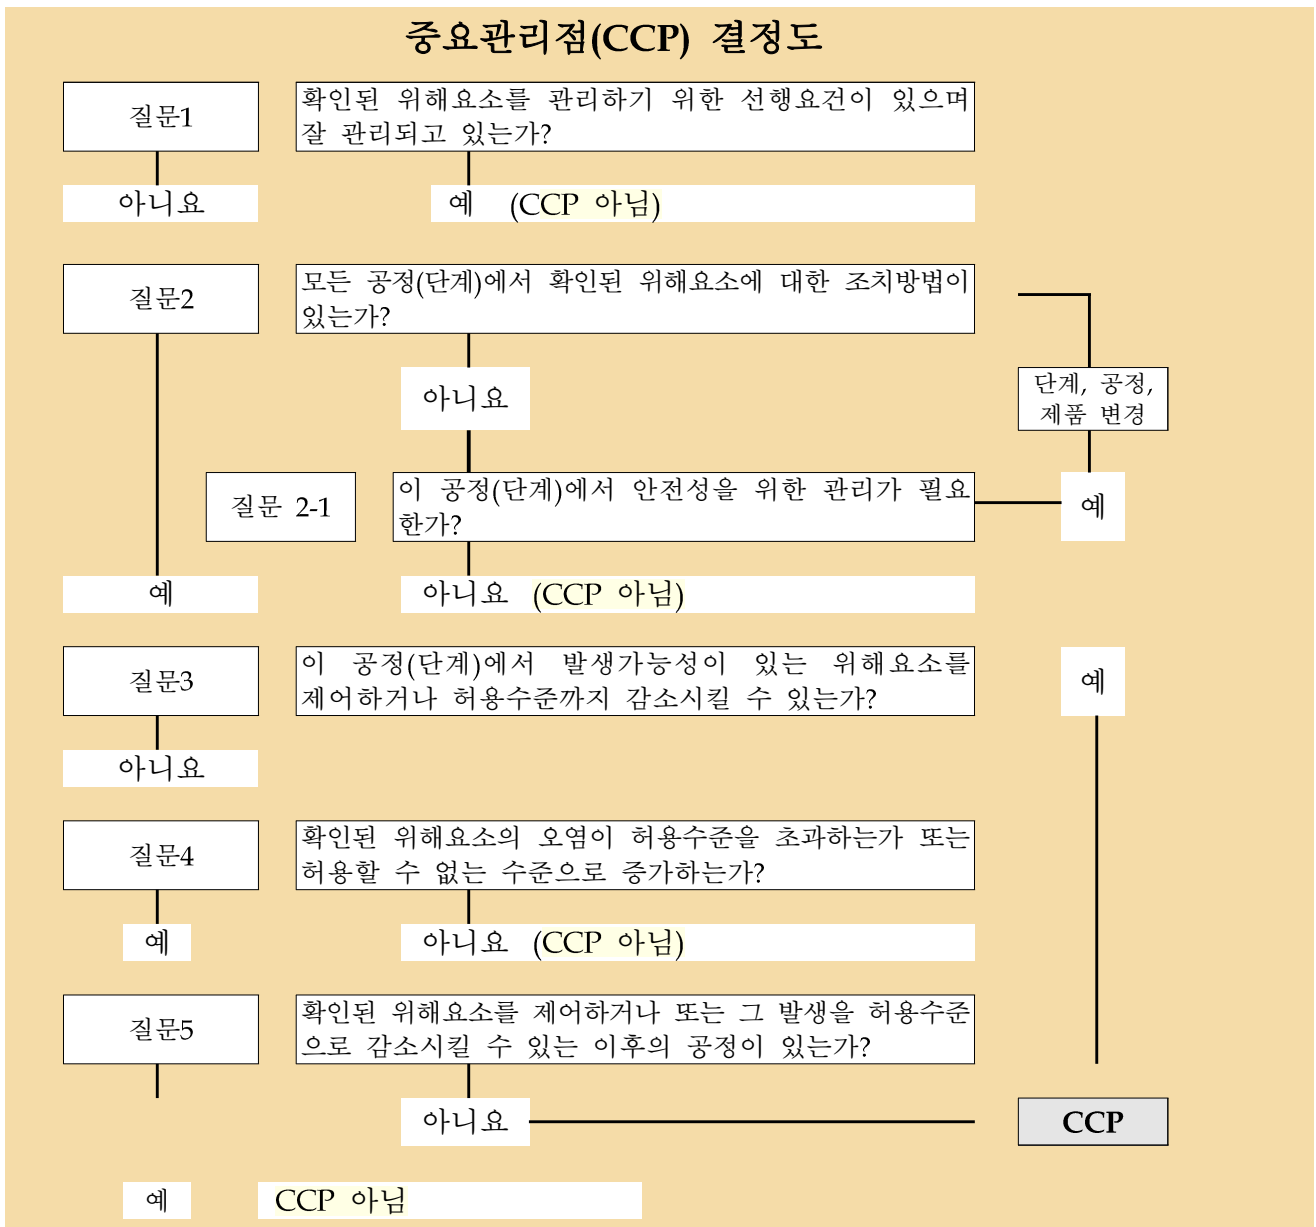 중요관리점(CCP) 결정도
질문1
확인된 위해요소를 관리하기 위한 선행요건이 있으며
잘 관리되고 있는가?
아니요
예 (CCP 아님)
질문2
모든 공정(단계)에서 확인된 위해요소에 대한 조치방법이
있는가?
아니요
단계, 공정,
제품 변경
질문 2-1
이 공정(단계)에서 안전성을 위한 관리가 필요
한가?
예
예
아니요 (CCP 아님)
질문3
이 공정(단계)에서 발생가능성이 있는 위해요소를
제어하거나 허용수준까지 감소시킬 수 있는가?
예
아니요
질문4
확인된 위해요소의 오염이 허용수준을 초과하는가 또는
허용할 수 없는 수준으로 증가하는가?
예
아니요 (CCP 아님)
질문5
확인된 위해요소를 제어하거나 또는 그 발생을 허용수준
으로 감소시킬 수 있는 이후의 공정이 있는가?
아니요
CCP
예
CCP 아님